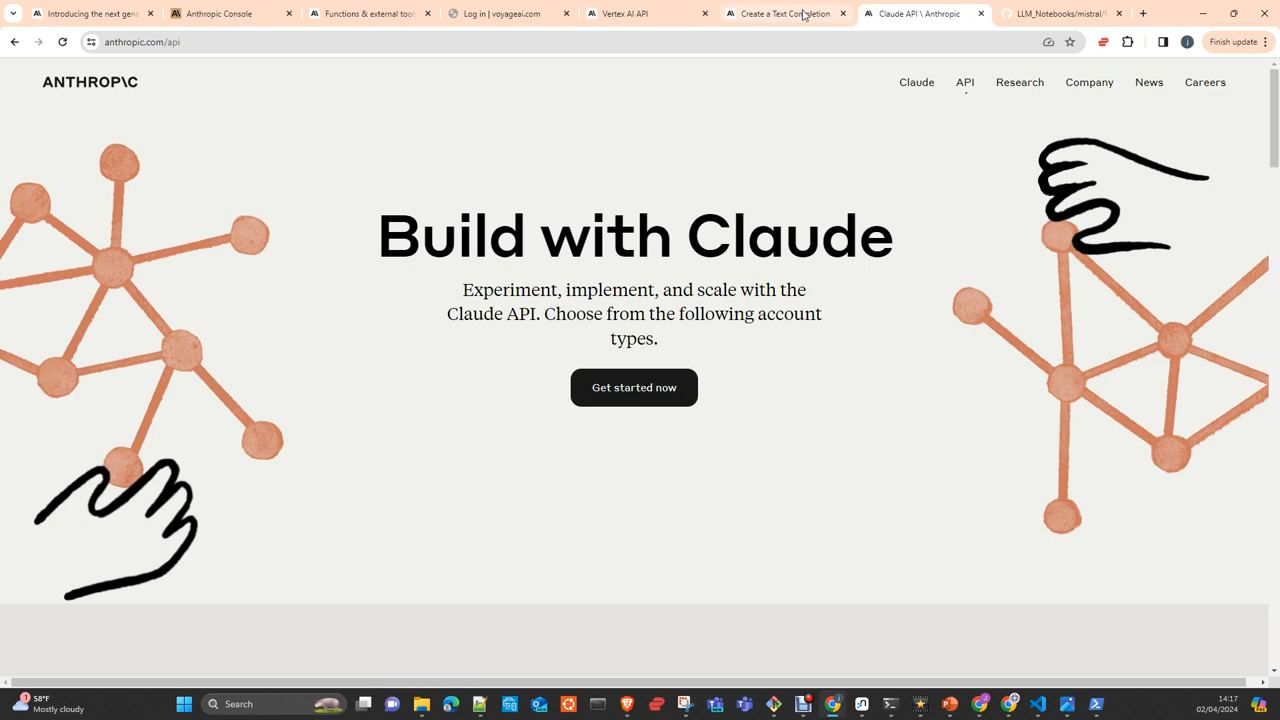 Introducing the next gene
Anthropic Console
Functions & external tool
Log in | voyageai.com
Vertex AI API
Create a Text Completion
Claude API \ Anthropic
LLM_Notebooks/mistral/
anthropic.com/api
Finish update
ANTHROP\C
Claude
API
Research
Company
News
Careers
Build with Claude
Experiment, implement, and scale with the
Claude API. Choose from the following account
types.
Get started now
1
58°F
Mostly cloudy
Search
14:17
02/04/2024